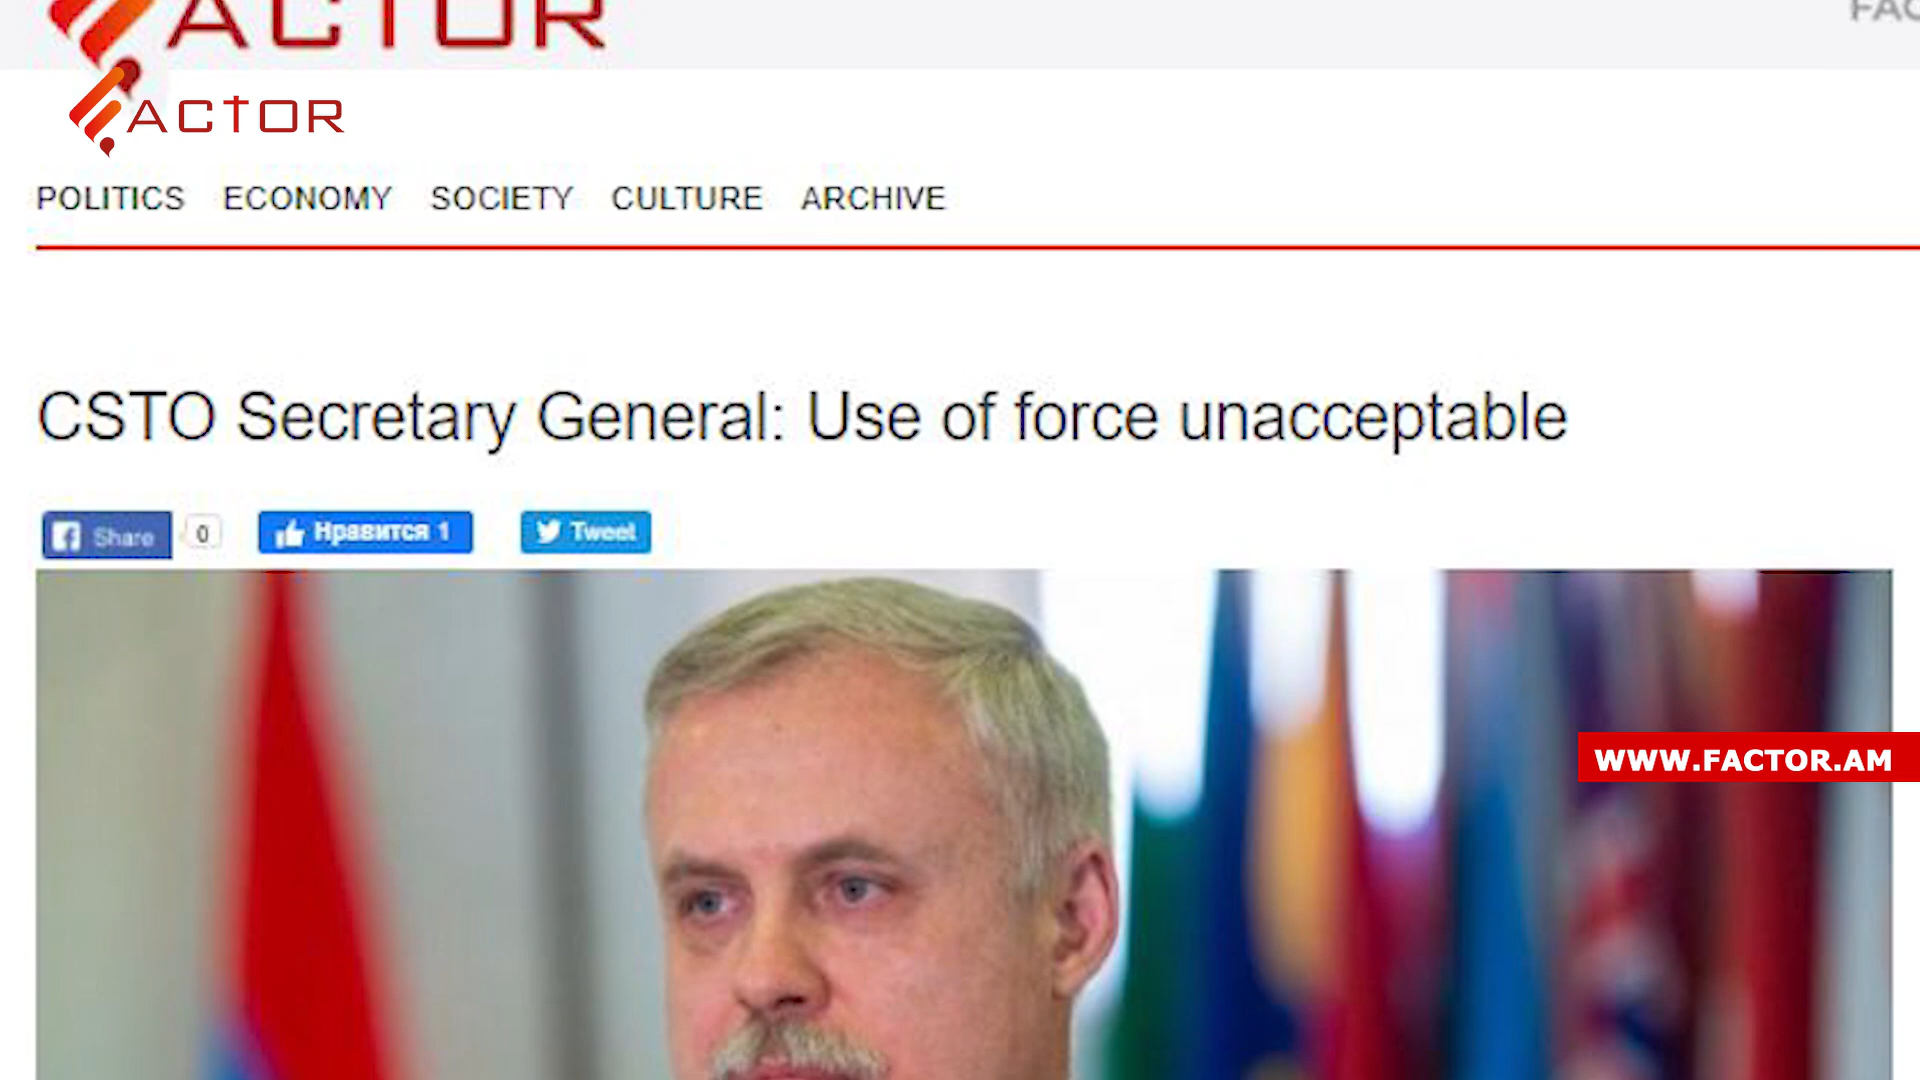 ACTOR
FAC
ACTOR
POLITICS ECONOMY SOCIETY CULTURE ARCHIVE
CSTO Secretary General: Use of force unacceptable
Share 0 Нравится 1 Tweet
WWW.FACTOR.AM